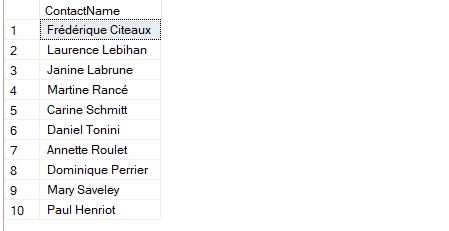 ContactName
1 Frédérique Citeaux
2 Laurence Lebihan
3 Janine Labrune
4 Martine Rancé
5 Carine Schmitt
6 Daniel Tonini
7 Annette Roulet
8 Dominique Perrier
9 Mary Saveley
10 Paul Henriot